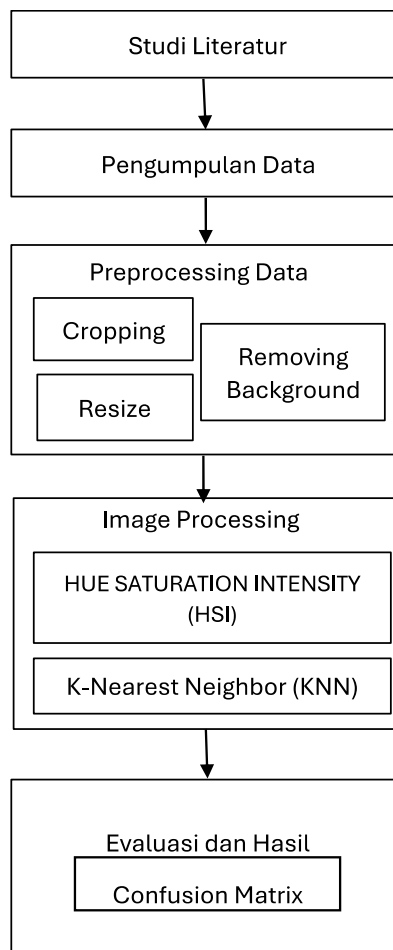 Studi Literatur
Pengumpulan Data
Preprocessing Data
Cropping
Resize
Removing
Background
Image Processing
HUE SATURATION INTENSITY
(HSI)
K-Nearest Neighbor (KNN)
Evaluasi dan Hasil
Confusion Matrix